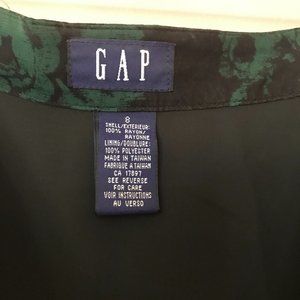 GAP
8
SHELL/EXTERIEUR:
100% RAYON/
RAYONNE
LINING/DOUBLURE:
100% POLYESTER
MADE IN TAIWAN
FABRIQUE A TAIWAN
CA 17897
SEE REVERSE
FOR CARE
VOIR INSTRUCTIONS
AU VERSO